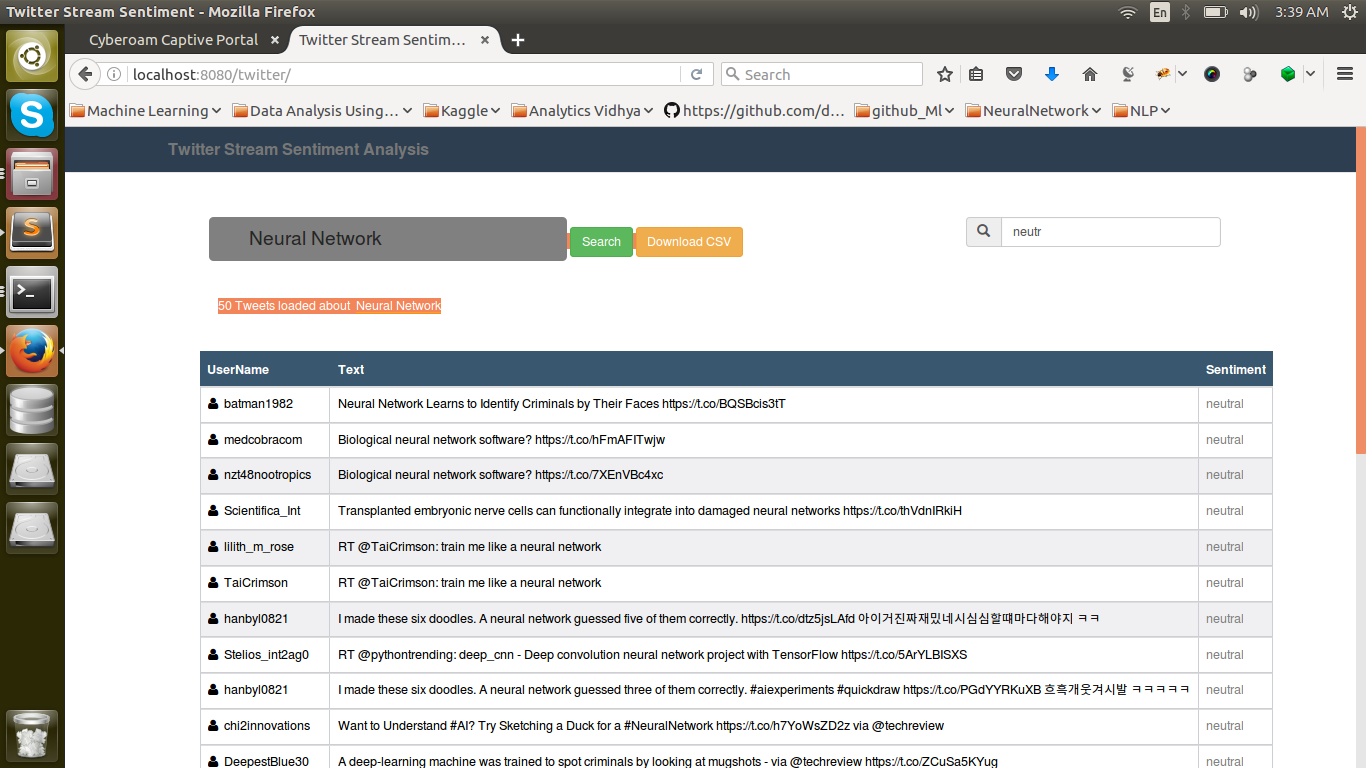 Twitter Stream Sentiment - Mozilla Firefox
En
3:39 AM
Cyberoam Captive Portal
Twitter Stream Sentim...
localhost:8080/twitter/
Search
Machine Learning
Data Analysis Using...
Kaggle
Analytics Vidhya
https://github.com/d...
github_Ml
NeuralNetwork
NLP
Twitter Stream Sentiment Analysis
Neural Network
Search
Download CSV
neutr
50 Tweets loaded about Neural Network
UserName Text Sentiment
batman1982 Neural Network Learns to Identify Criminals by Their Faces https://t.co/BQSBcis3tT neutral
medcobracom Biological neural network software? https://t.co/hFmAFITwjw neutral
nzt48nootropics Biological neural network software? https://t.co/7XEnVBc4xc neutral
Scientifica_Int Transplanted embryonic nerve cells can functionally integrate into damaged neural networks https://t.co/thVdnIRkiH neutral
lilith_m_rose RT @TaiCrimson: train me like a neural network neutral
TaiCrimson RT @TaiCrimson: train me like a neural network neutral
hanbyl0821 I made these six doodles. A neural network guessed five of them correctly. https://t.co/dtz5jsLAfd 아이거진짜재밌네시심심할떄마다해야지 ㅋㅋ neutral
Stelios_int2ag0 RT @pythontrending: deep_cnn - Deep convolution neural network project with TensorFlow https://t.co/5ArYLBISXS neutral
hanbyl0821 I made these six doodles. A neural network guessed three of them correctly. #aiexperiments #quickdraw https://t.co/PGdYYRKuXB 흐흑개웃겨시발 ㅋㅋㅋㅋㅋ neutral
chi2innovations Want to Understand #AI? Try Sketching a Duck for a #NeuralNetwork https://t.co/h7YoWsZD2z via @techreview neutral
DeepestBlue30 A deep-learning machine was trained to spot criminals by looking at mugshots - via @techreview https://t.co/ZCuSa5KYug neutral